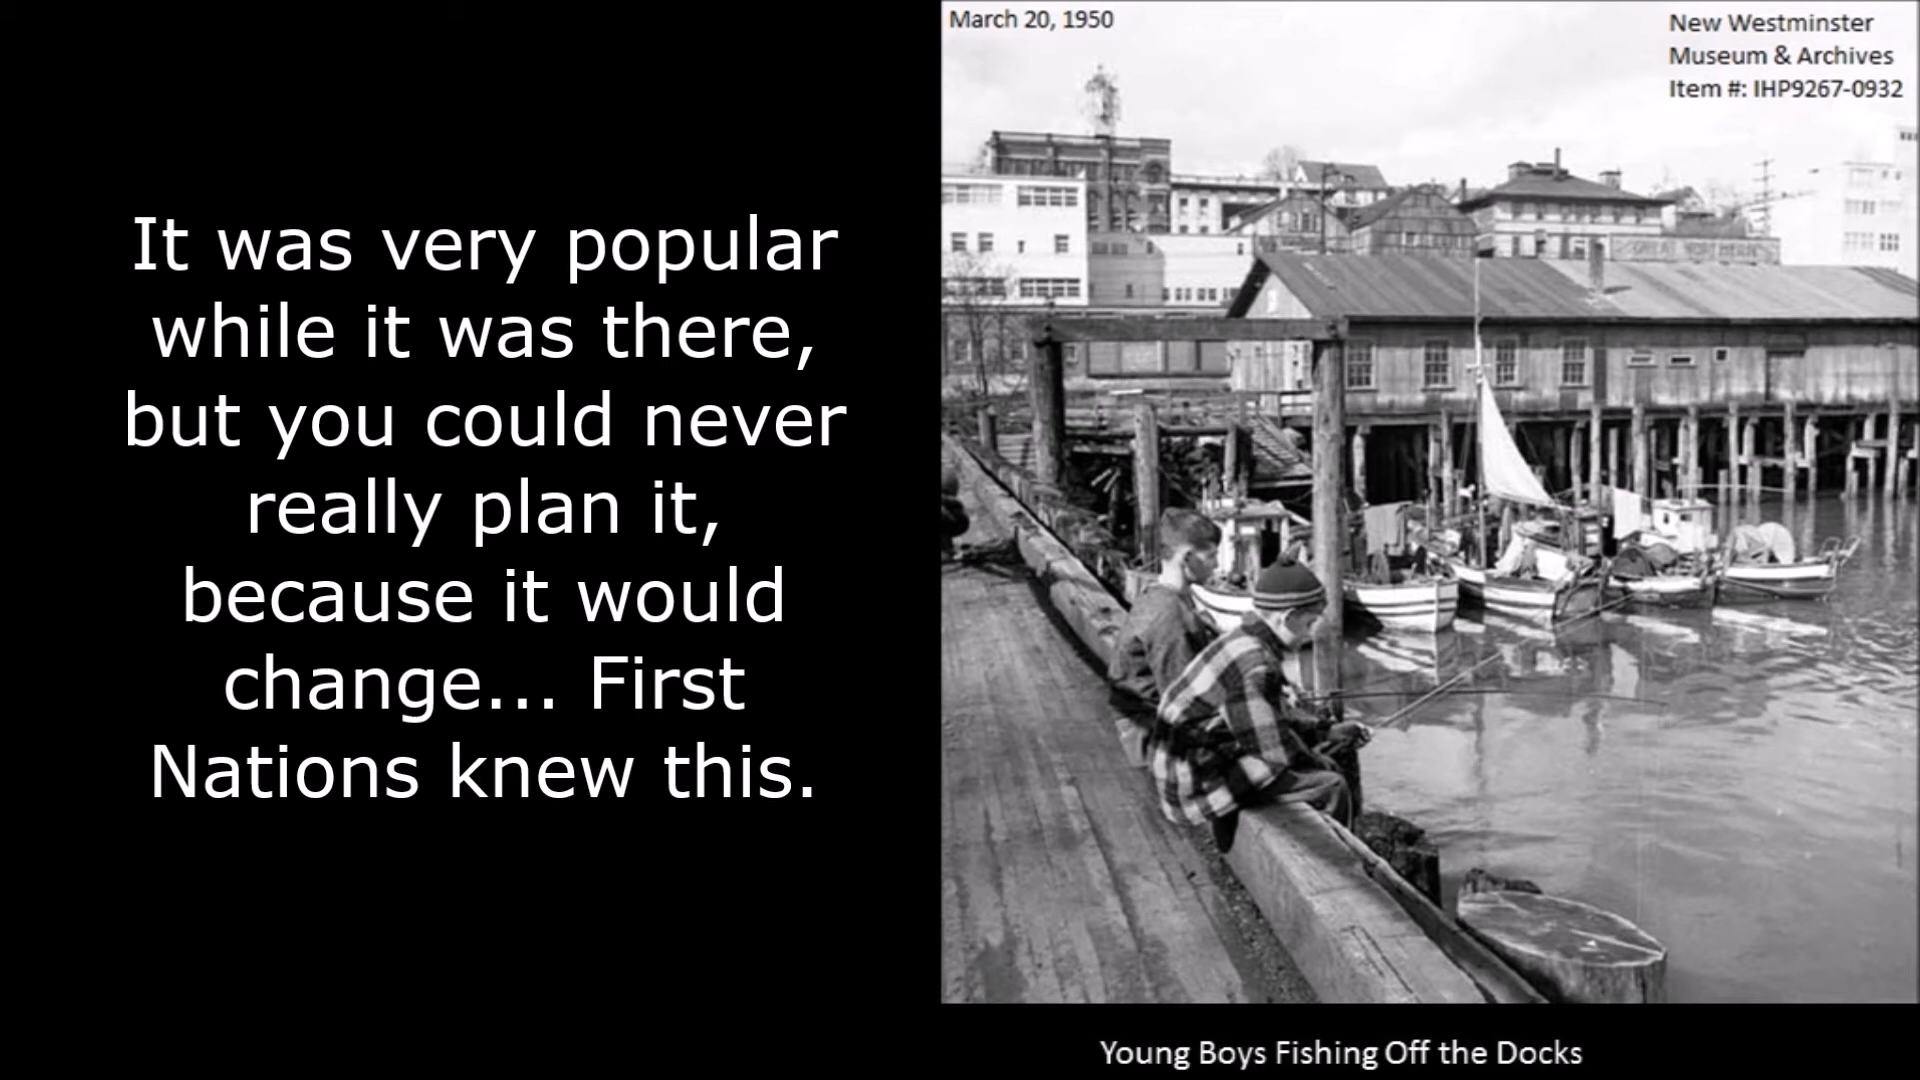 It was very popular
while it was there,
but you could never
really plan it,
because it would
change... First
Nations knew this.
March 20, 1950
New Westminster
Museum & Archives
Item #: IHP9267-0932
GREAT NORTHERN
Young Boys Fishing Off the Docks